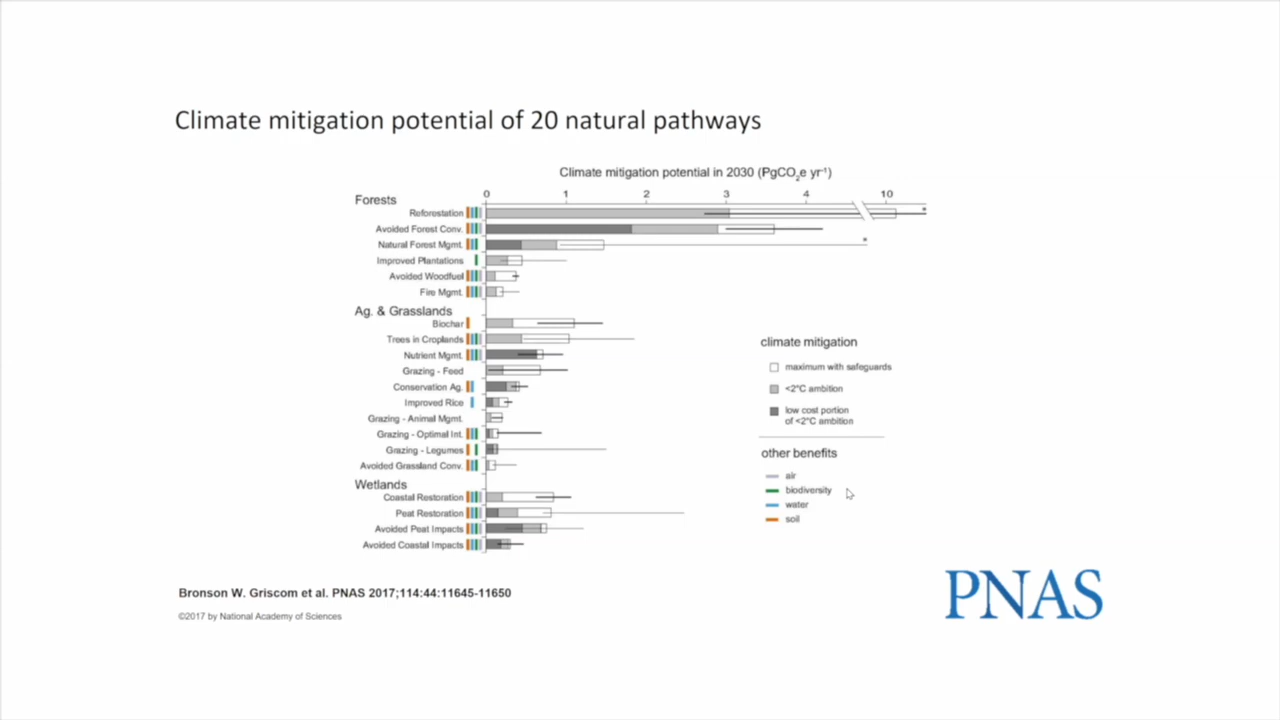 Climate mitigation potential of 20 natural pathways
Climate mitigation potential in 2030 (PgCO2e yr-1)
0 1 2 3 4 10
Forests
Reforestation
*
Avoided Forest Conv.
Natural Forest Mgmt.
*
Improved Plantations
Avoided Woodfuel
Fire Mgmt.
Ag. & Grasslands
Biochar
Trees in Croplands
Nutrient Mgmt.
Grazing - Feed
Conservation Ag.
Improved Rice
Grazing - Animal Mgmt.
Grazing - Optimal Int.
Grazing - Legumes
Avoided Grassland Conv.
Wetlands
Coastal Restoration
Peat Restoration
Avoided Peat Impacts
Avoided Coastal Impacts
climate mitigation
maximum with safeguards
<2°C ambition
low cost portion
of <2°C ambition
other benefits
air
biodiversity
water
soil
Bronson W. Griscom et al. PNAS 2017;114:44:11645-11650
©2017 by National Academy of Sciences
PNAS